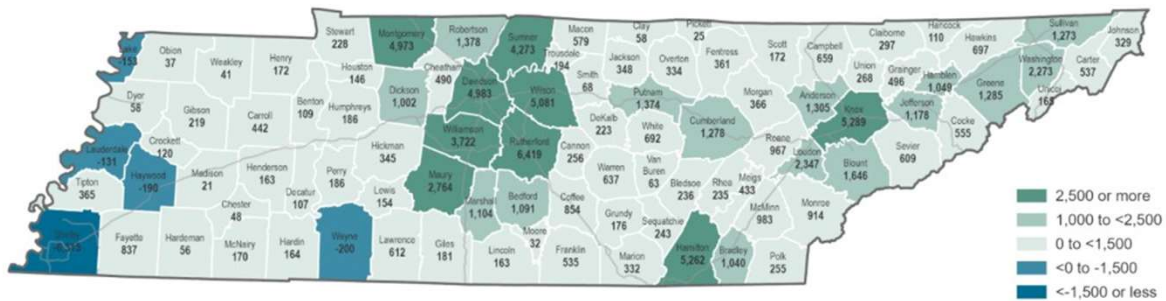 Lake
-153
Obion
37
Weakley
41
Henry
172
Stewart
228
Montgomery
4,973
Robertson
1,378
Sumner
4,273
Trousdale
194
Macon
579
Clay
58
Pickett
25
Scott
172
Campbell
659
Claiborne
297
Hancock
110
Hawkins
697
Sullivan
1,273
Johnson
329
Carter
537
Washington
2,273
Unicoi
Greene
1,285
Hamblen
1,049
Grainger
496
Union
268
Anderson
1,305
Knox
5,289
Jefferson
1,178
Cocke
555
Sevier
609
Blount
1,646
Loudon
2,347
Roane
967
Morgan
366
Fentress
361
Overton
334
Jackson
348
Smith
68
Putnam
1,374
Cumberland
1,278
White
692
DeKalb
223
Wilson
5,081
Davidson
4,983
Cheatham
490
Dickson
1,002
Houston
146
Humphreys
186
Benton
109
Carroll
442
Gibson
219
Dyer
58
Crockett
120
Lauderdale
-131
Haywood
-190
Tipton
365
Madison
21
Henderson
163
Decatur
107
Perry
186
Hickman
345
Lewis
154
Williamson
3,722
Maury
2,764
Rutherford
6,419
Cannon
256
Warren
637
Van
Buren
63
Bledsoe
236
Rhea
235
Meigs
433
McMinn
983
Monroe
914
Polk
255
Bradley
1,040
Hamilton
5,262
Sequatchie
243
Grundy
176
Marion
332
Franklin
535
Coffee
854
Moore
32
Bedford
1,091
Marshall
1,104
Lincoln
163
Giles
181
Lawrence
612
Wayne
-200
Hardin
164
McNairy
170
Chester
48
Hardeman
56
Fayette
837
Shelby
2,500 or more
1,000 to <2,500
0 to <1,500
<0 to -1,500
<-1,500 or less